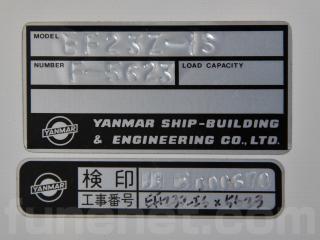 MODEL EF23Z-1S
NUMBER F-5623 LOAD CAPACITY
YANMAR YANMAR SHIP-BUILDING
& ENGINEERING CO., LTD.
YANMAR 検印
工事番号